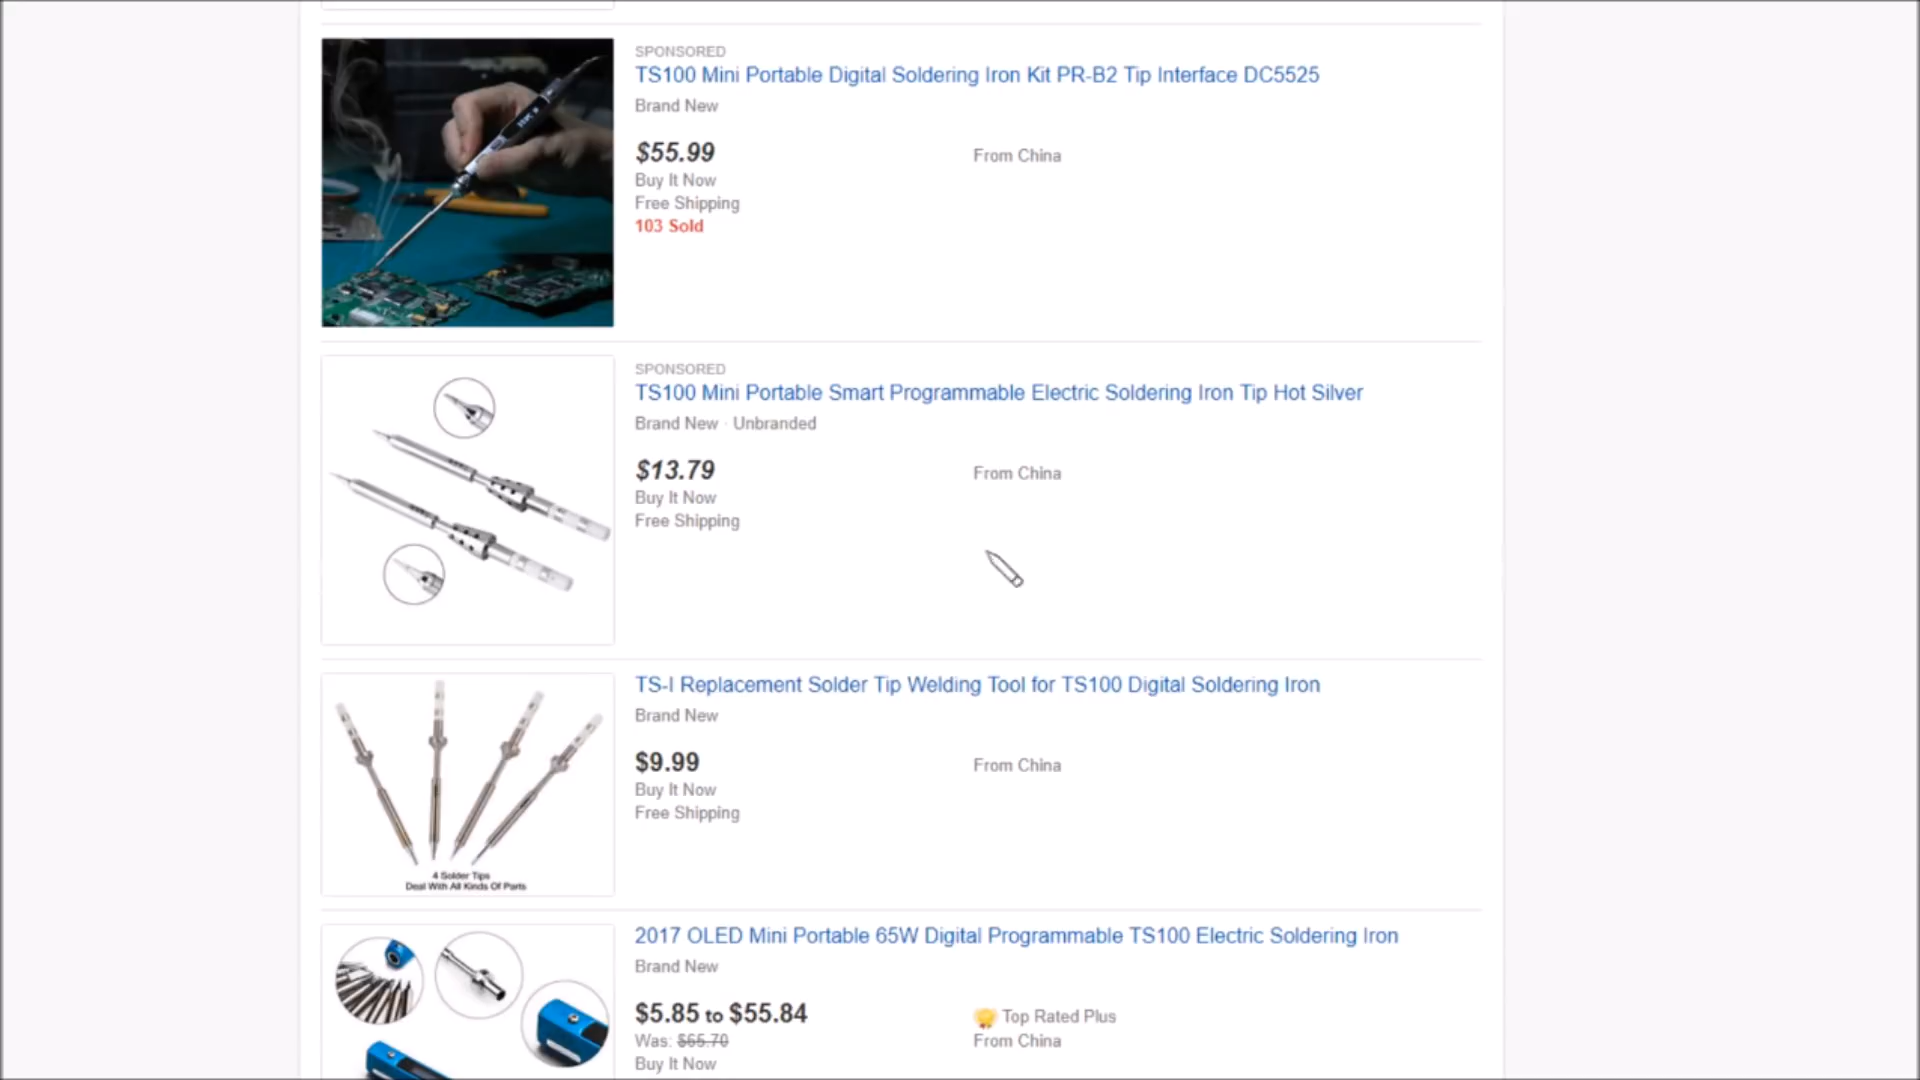 SPONSORED
TS100 Mini Portable Digital Soldering Iron Kit PR-B2 Tip Interface DC5525
Brand New
$55.99
From China
Buy It Now
Free Shipping
103 Sold
SPONSORED
TS100 Mini Portable Smart Programmable Electric Soldering Iron Tip Hot Silver
Brand New · Unbranded
$13.79
From China
Buy It Now
Free Shipping
TS-I Replacement Solder Tip Welding Tool for TS100 Digital Soldering Iron
Brand New
$9.99
From China
Buy It Now
Free Shipping
4 Solder Tips
Deal With All Kinds Of Parts
2017 OLED Mini Portable 65W Digital Programmable TS100 Electric Soldering Iron
Brand New
$5.85 to $55.84
Top Rated Plus
Was: $65.70
From China
Buy It Now